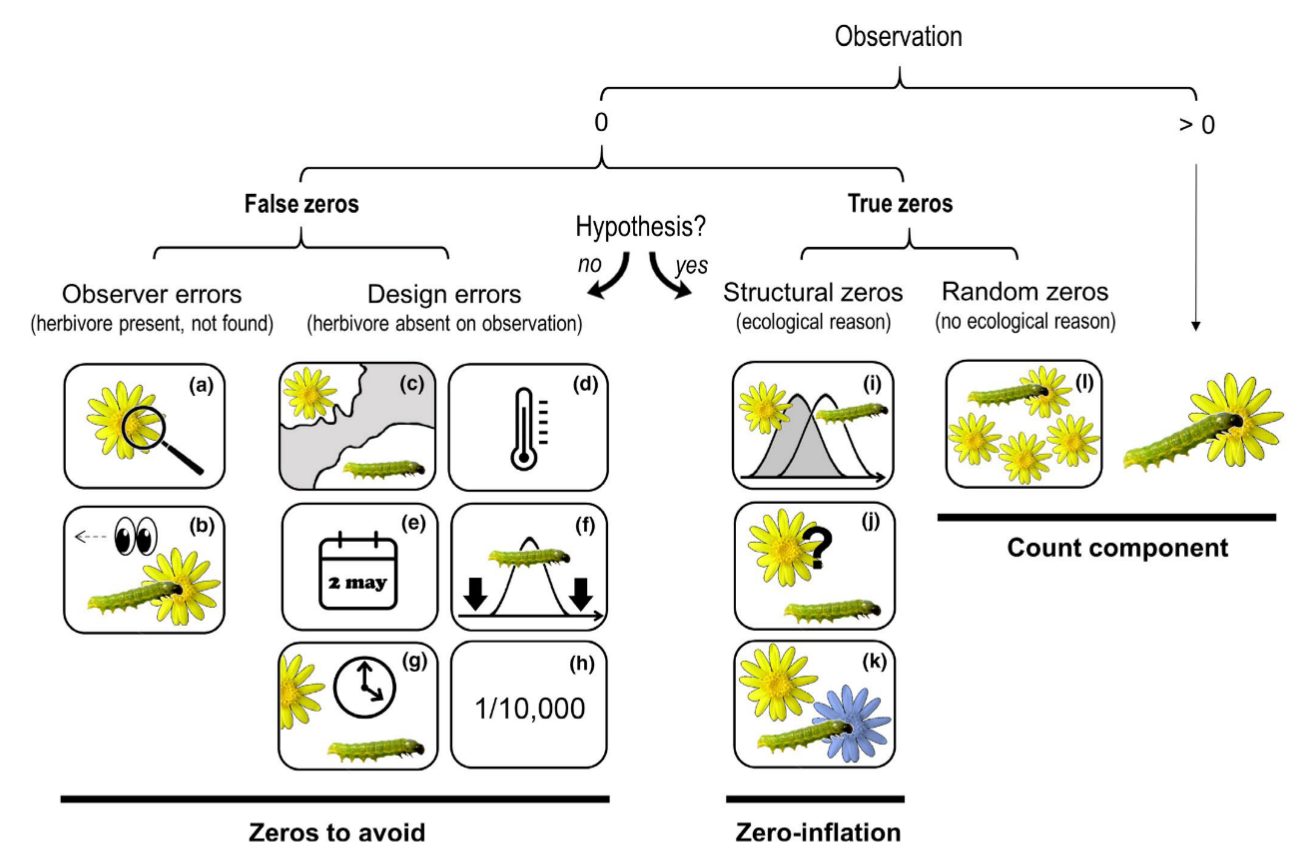 Observation
0
> 0
False zeros
Hypothesis?
no
yes
True zeros
Observer errors
(herbivore present, not found)
Design errors
(herbivore absent on observation)
Structural zeros
(ecological reason)
Random zeros
(no ecological reason)
(a)
(c)
(d)
(i)
(l)
(b)
(e)
2 may
(f)
(j)
(g)
(h)
1/10,000
(k)
Count component
Zeros to avoid
Zero-inflation